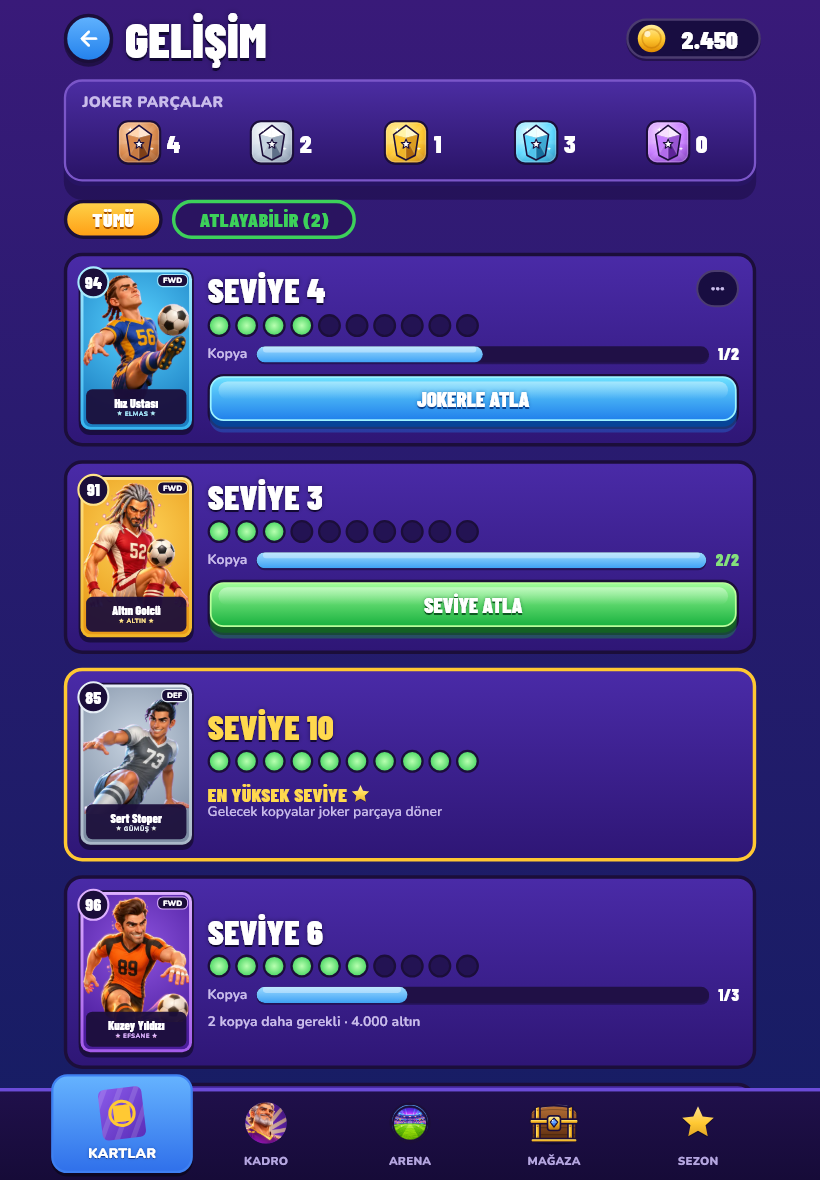 GELİŞİM
2.450
JOKER PARÇALAR
4
2
1
3
0
TÜMÜ
ATLAYABİLİR (2)
94
FWD
56
Hız Ustası
★ ELMAS ★
SEVİYE 4
Kopya
1/2
JOKERLE ATLA
91
FWD
52
Altın Golcü
★ ALTIN ★
SEVİYE 3
Kopya
2/2
SEVİYE ATLA
85
DEF
73
Sert Stoper
★ GÜMÜŞ ★
SEVİYE 10
EN YÜKSEK SEVİYE
Gelecek kopyalar joker parçaya döner
96
FWD
89
Kuzey Yıldızı
★ EFSANE ★
SEVİYE 6
Kopya
1/3
2 kopya daha gerekli · 4.000 altın
KARTLAR
KADRO
ARENA
MAĞAZA
SEZON